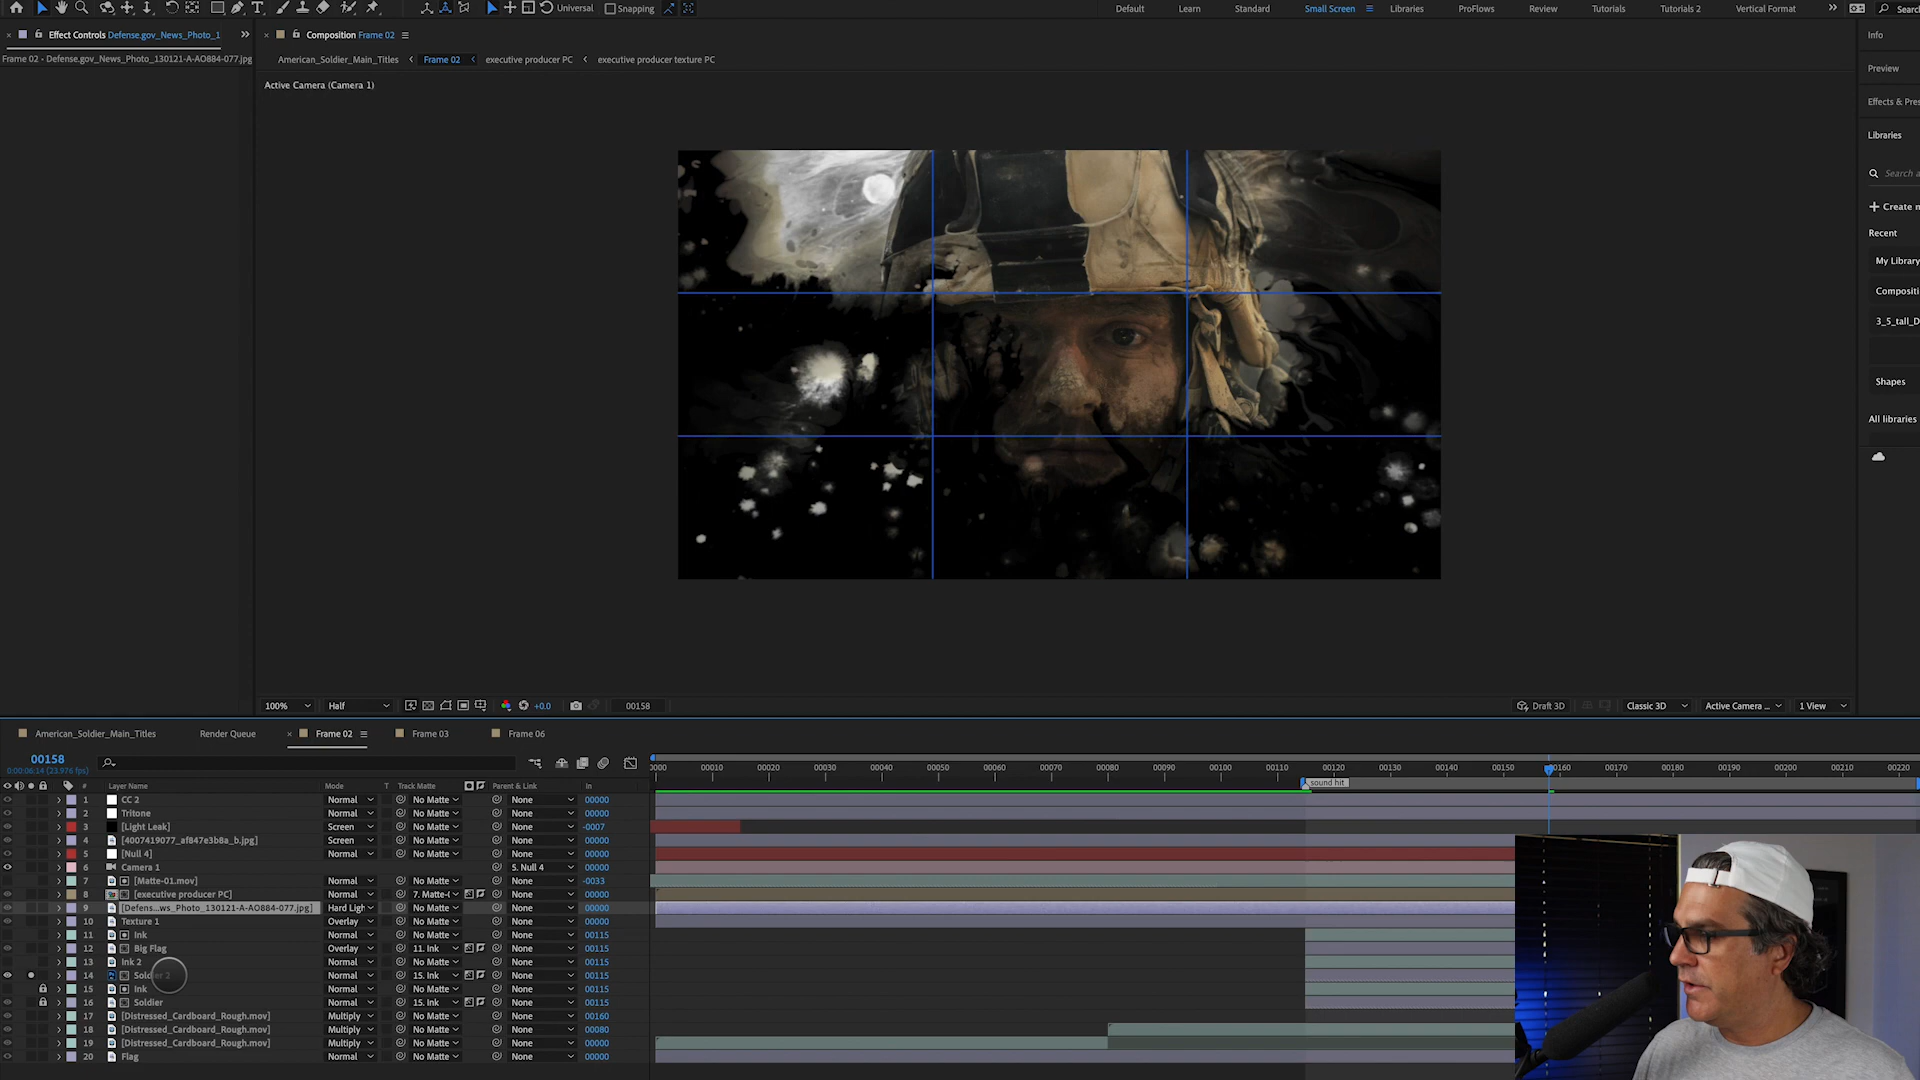 Universal Snapping Default Learn Standard Small Screen Libraries ProFlows Review Tutorials Tutorials 2 Vertical Format Searc
Effect Controls Defense.gov_News_Photo_1
Composition Frame 02
Info
Frame 02 • Defense.gov_News_Photo_130121-A-AO884-077.jpg
American_Soldier_Main_Titles Frame 02 executive producer PC executive producer texture PC
Preview
Active Camera (Camera 1)
Effects & Pres
Libraries
Search a
Create n
Recent
My Library
Compositi
3_5_tall_D
Shapes
All libraries
100% Half +0.0 00158 Draft 3D Classic 3D Active Camera ... 1 View
American_Soldier_Main_Titles Render Queue Frame 02 Frame 03 Frame 06
00158
0:00:06:14 (23.976 fps)
0000 00010 00020 00030 00040 00050 00060 00070 00080 00090 00100 00110 00120 00130 00140 00150 00160 00170 00180 00190 00200 00210 00220
# Layer Name Mode T Track Matte Parent & Link In
sound hit
1 CC 2 Normal No Matte None 00000
2 Tritone Normal No Matte None 00000
3 [Light Leak] Screen No Matte None -0007
4 [4007419077_af847e3b8a_b.jpg] Screen No Matte None 00000
5 [Null 4] Normal No Matte None 00000
6 Camera 1 5. Null 4 00000
7 [Matte-01.mov] Normal No Matte None -0033
8 [executive producer PC] Normal 7. Matte-( None 00000
9 [Defens...ws_Photo_130121-A-AO884-077.jpg] Hard Ligh No Matte None 00000
10 Texture 1 Overlay No Matte None 00000
11 Ink Normal No Matte None 00115
12 Big Flag Overlay 11. Ink None 00115
13 Ink 2 Normal No Matte None 00115
14 Soldier 2 Normal 15. Ink None 00115
15 Ink Normal No Matte None 00115
16 Soldier Normal 15. Ink None 00115
17 [Distressed_Cardboard_Rough.mov] Multiply No Matte None 00160
18 [Distressed_Cardboard_Rough.mov] Multiply No Matte None 00080
19 [Distressed_Cardboard_Rough.mov] Multiply No Matte None 00000
20 Flag Normal No Matte None 00000